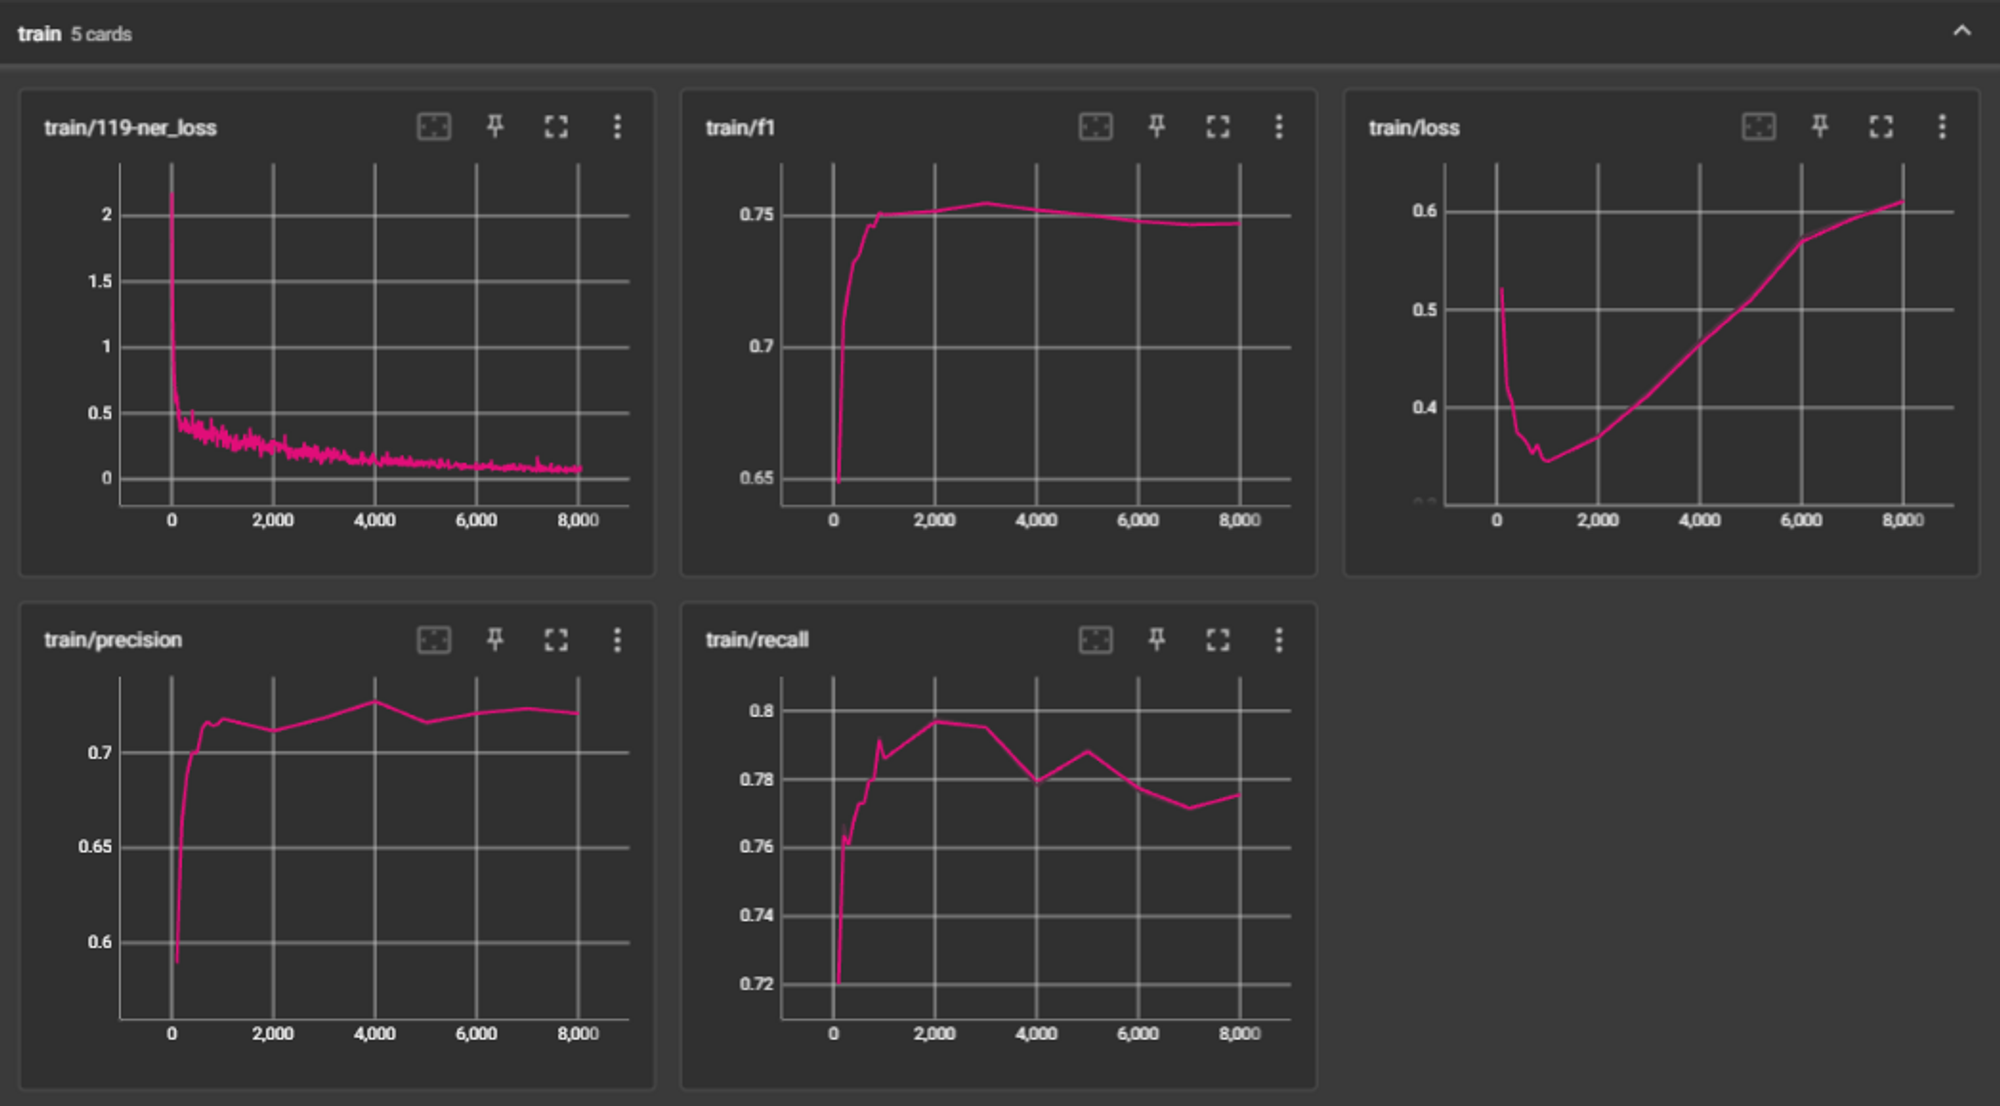 train 5 cards
train/119-ner_loss
2
1.5
1
0.5
0
0 2,000 4,000 6,000 8,000
train/f1
0.75
0.7
0.65
0 2,000 4,000 6,000 8,000
train/loss
0.6
0.5
0.4
0 2,000 4,000 6,000 8,000
train/precision
0.7
0.65
0.6
0 2,000 4,000 6,000 8,000
train/recall
0.8
0.78
0.76
0.74
0.72
0 2,000 4,000 6,000 8,000